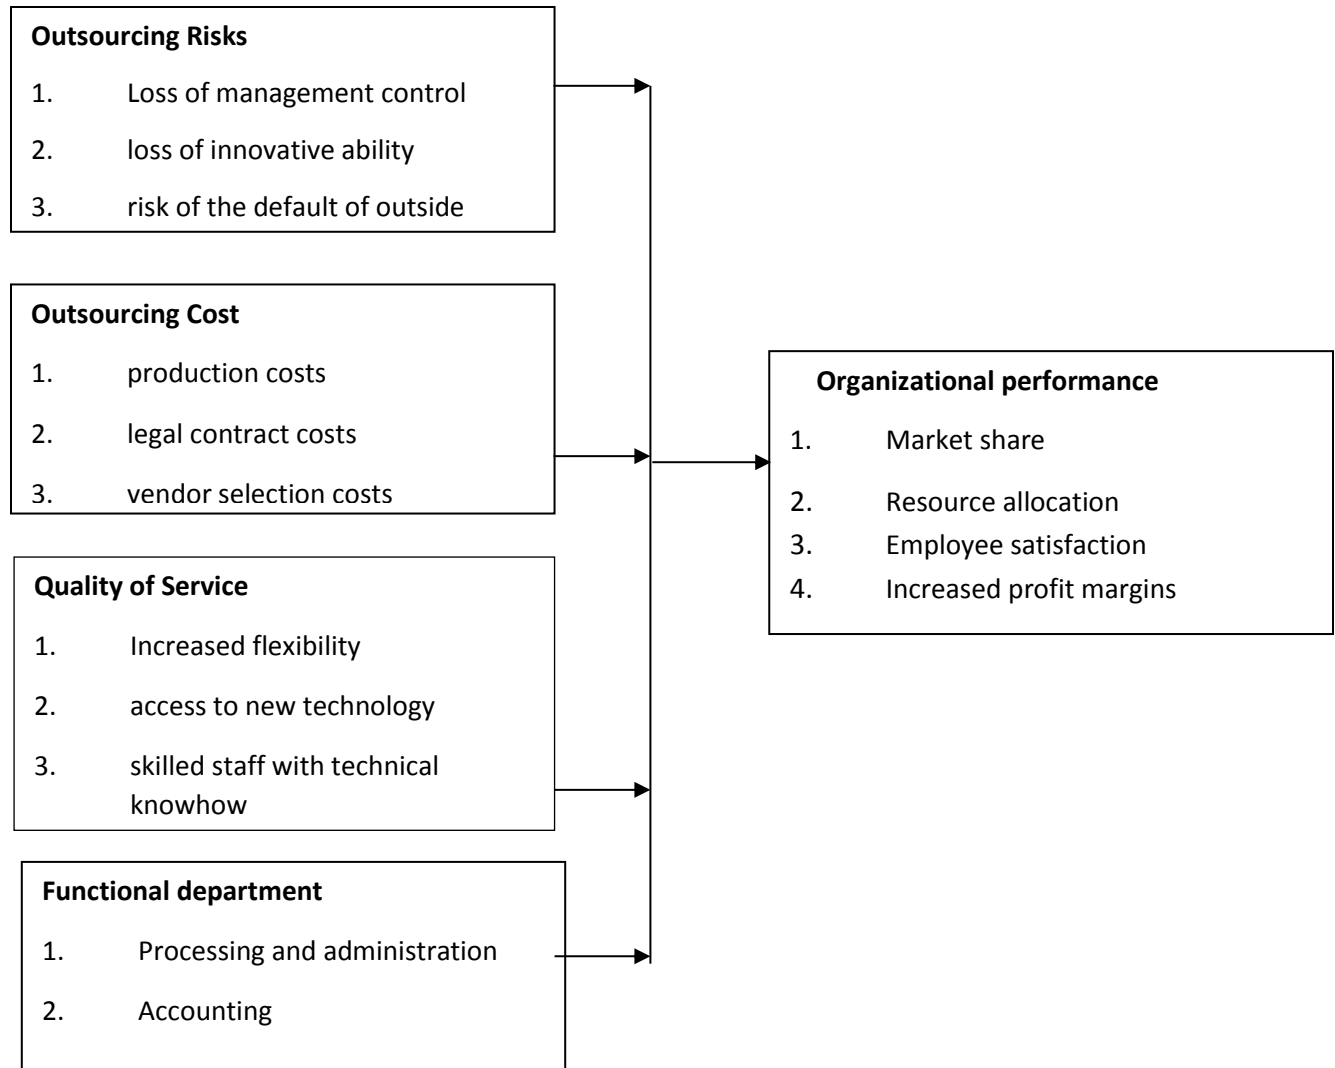 Outsourcing Risks
1. Loss of management control
2. loss of innovative ability
3. risk of the default of outside
Outsourcing Cost
1. production costs
2. legal contract costs
3. vendor selection costs
Quality of Service
1. Increased flexibility
2. access to new technology
3. skilled staff with technical
knowhow
Functional department
1. Processing and administration
2. Accounting
Organizational performance
1. Market share
2. Resource allocation
3. Employee satisfaction
4. Increased profit margins